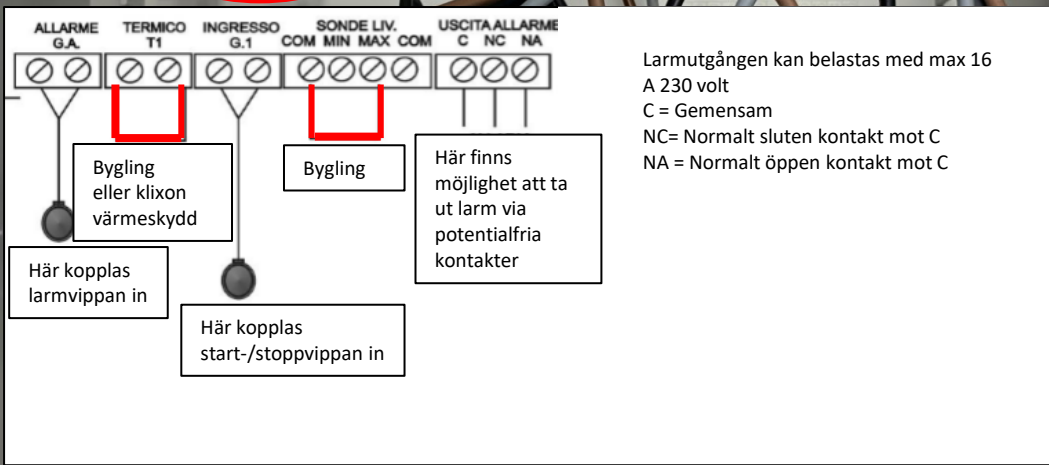 ALLARME TERMICO INGRESSO SONDE LIV. USCITA ALLARME
G.A. T1 G.1 COM MIN MAX COM C NC NA
Larmutgången kan belastas med max 16
A 230 volt
C = Gemensam
NC= Normalt sluten kontakt mot C
NA = Normalt öppen kontakt mot C
Bygling
eller klixon
värmeskydd
Bygling
Här finns
möjlighet att ta
ut larm via
potentialfria
kontakter
Här kopplas
larmvippan in
Här kopplas
start-/stoppvippan in